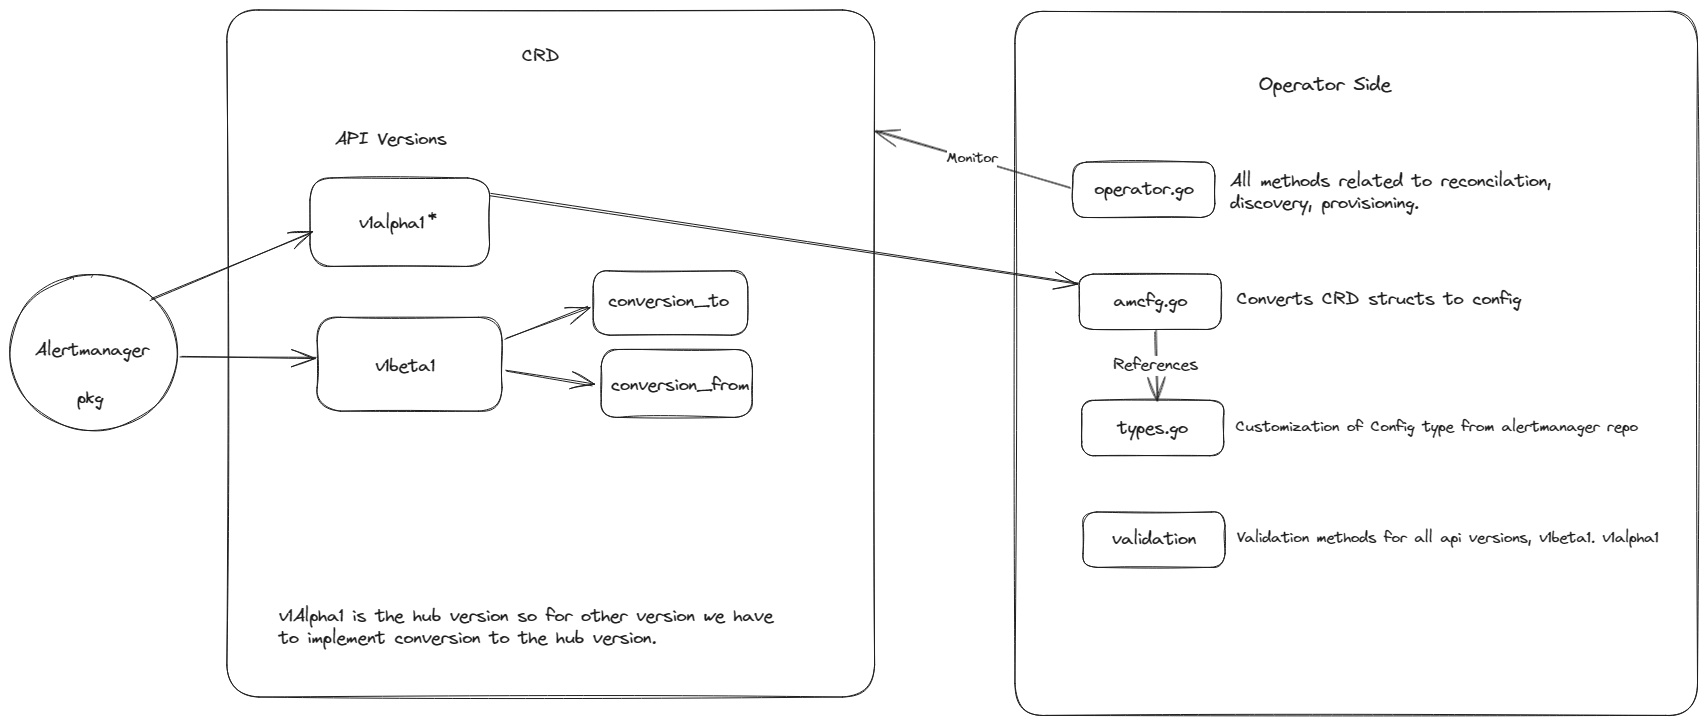 CRD
API Versions
v1alpha1*
conversion_to
v1beta1
conversion_from
Alertmanager
pkg
v1Alpha1 is the hub version so for other version we have
to implement conversion to the hub version.
Monitor
Operator Side
operator.go
All methods related to reconcilation,
discovery, provisioning.
amcfg.go
Converts CRD structs to config
References
types.go
Customization of Config type from alertmanager repo
validation
Validation methods for all api versions, v1beta1. v1alpha1